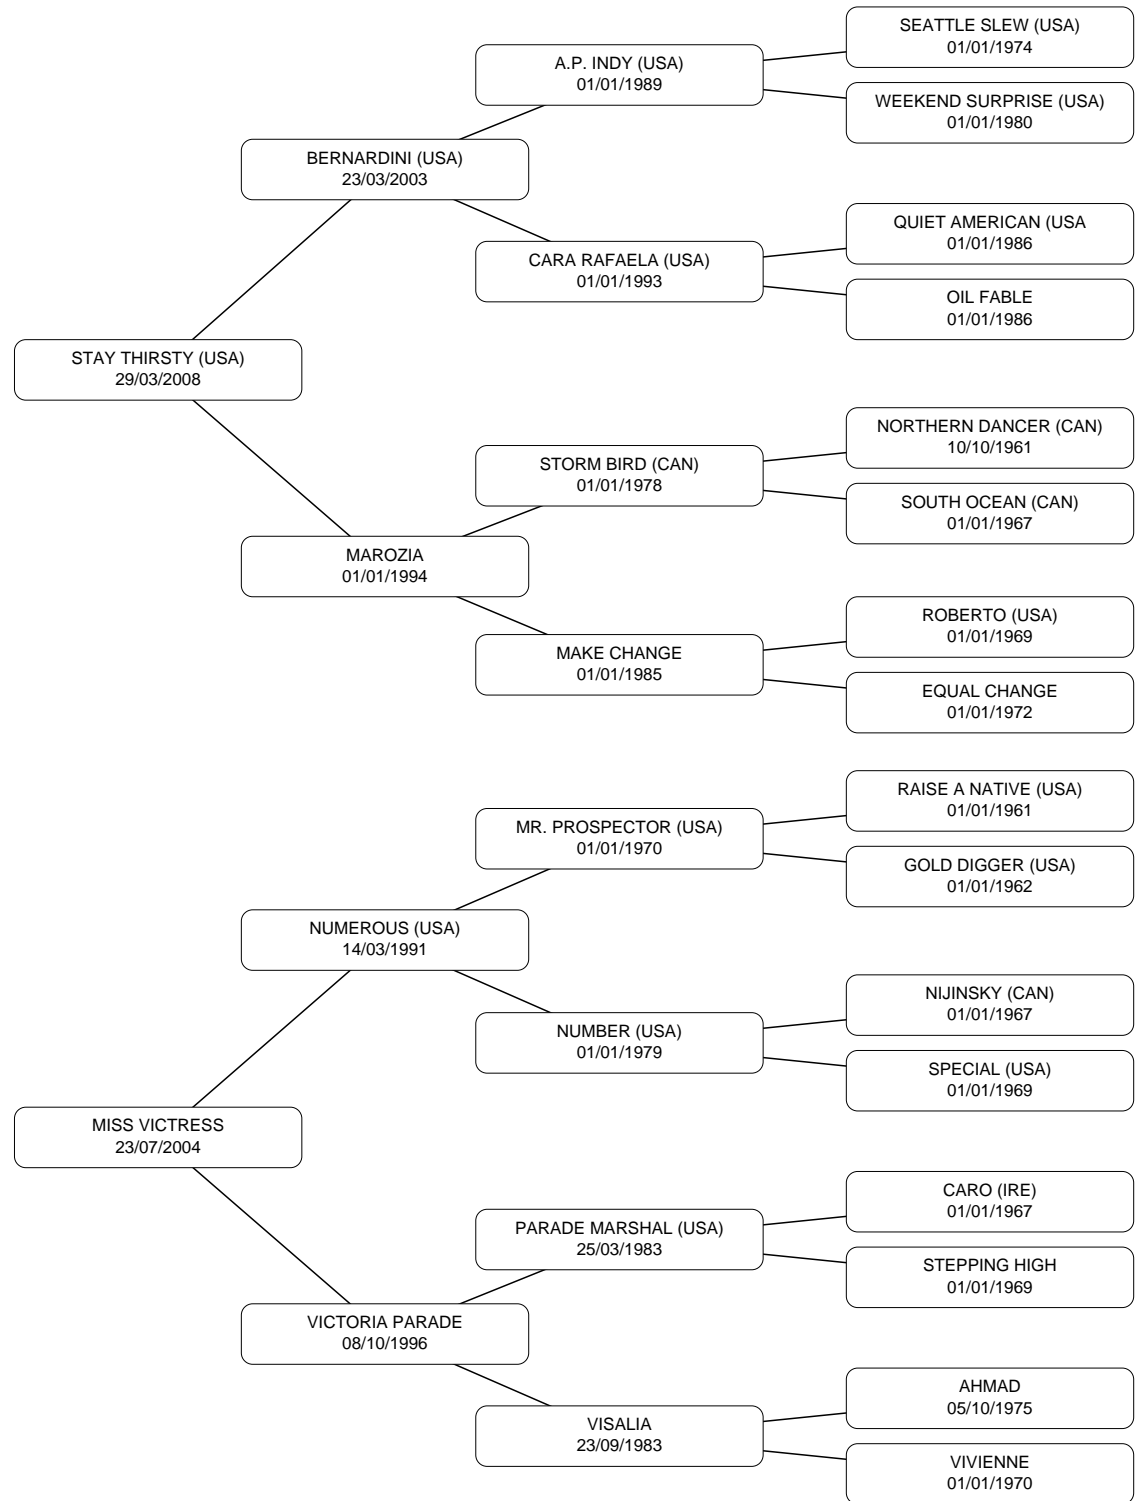 SEATTLE SLEW (USA)
01/01/1974
A.P. INDY (USA)
01/01/1989
WEEKEND SURPRISE (USA)
01/01/1980
BERNARDINI (USA)
23/03/2003
QUIET AMERICAN (USA
01/01/1986
CARA RAFAELA (USA)
01/01/1993
OIL FABLE
01/01/1986
STAY THIRSTY (USA)
29/03/2008
NORTHERN DANCER (CAN)
10/10/1961
STORM BIRD (CAN)
01/01/1978
SOUTH OCEAN (CAN)
01/01/1967
MAROZIA
01/01/1994
ROBERTO (USA)
01/01/1969
MAKE CHANGE
01/01/1985
EQUAL CHANGE
01/01/1972
RAISE A NATIVE (USA)
01/01/1961
MR. PROSPECTOR (USA)
01/01/1970
GOLD DIGGER (USA)
01/01/1962
NUMEROUS (USA)
14/03/1991
NIJINSKY (CAN)
01/01/1967
NUMBER (USA)
01/01/1979
SPECIAL (USA)
01/01/1969
MISS VICTRESS
23/07/2004
CARO (IRE)
01/01/1967
PARADE MARSHAL (USA)
25/03/1983
STEPPING HIGH
01/01/1969
VICTORIA PARADE
08/10/1996
AHMAD
05/10/1975
VISALIA
23/09/1983
VIVIENNE
01/01/1970